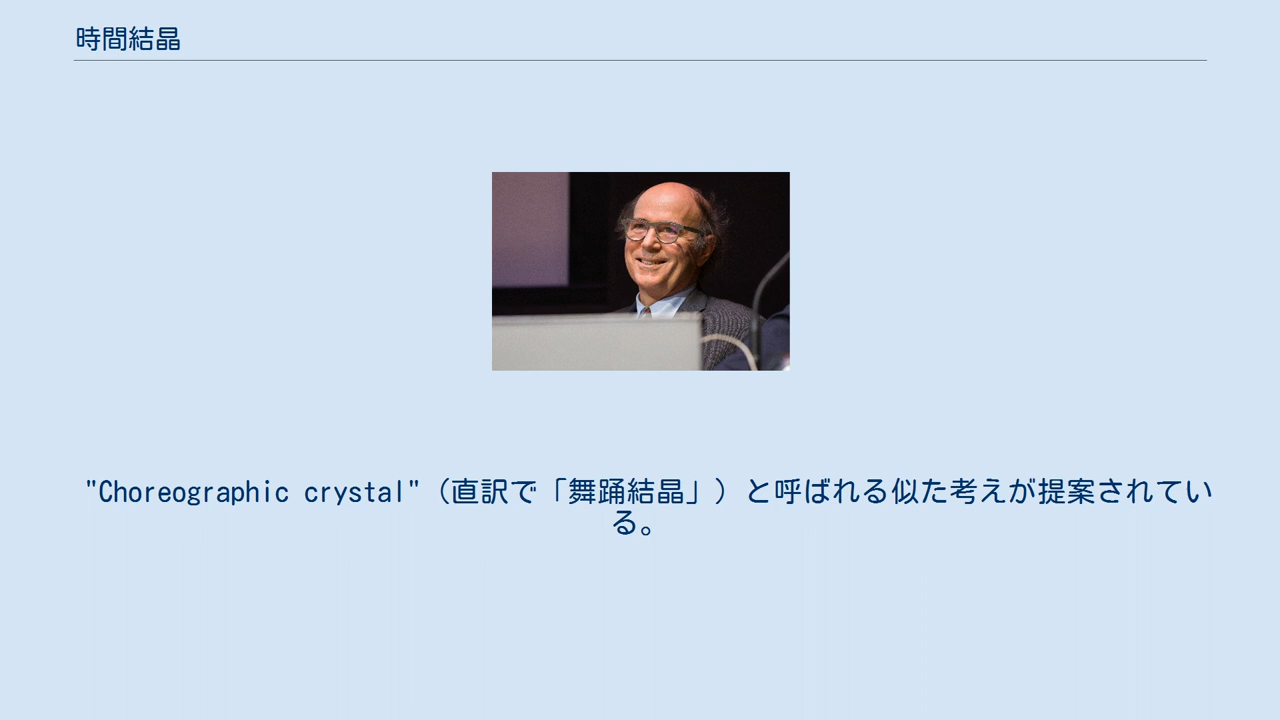 時間結晶
"Choreographic crystal"（直訳で「舞踊結晶」）と呼ばれる似た考えが提案されてい
る。